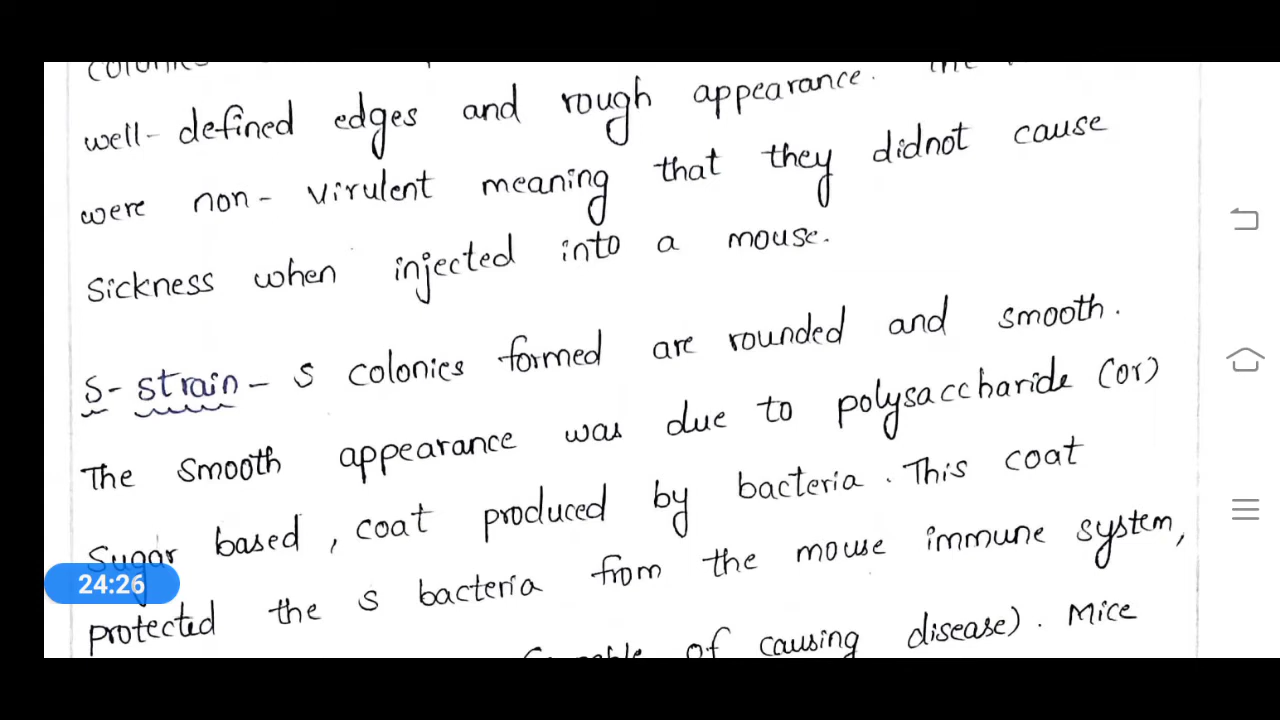 well-defined edges and rough appearance.
were non-virulent meaning that they didnot cause
sickness when injected into a mouse.
S-strain - S colonies formed are rounded and smooth.
The smooth appearance was due to polysaccharide (or)
Sugar based, coat produced by bacteria. This coat
protected the S bacteria from the mouse immune system,
24:26
of causing disease). Mice